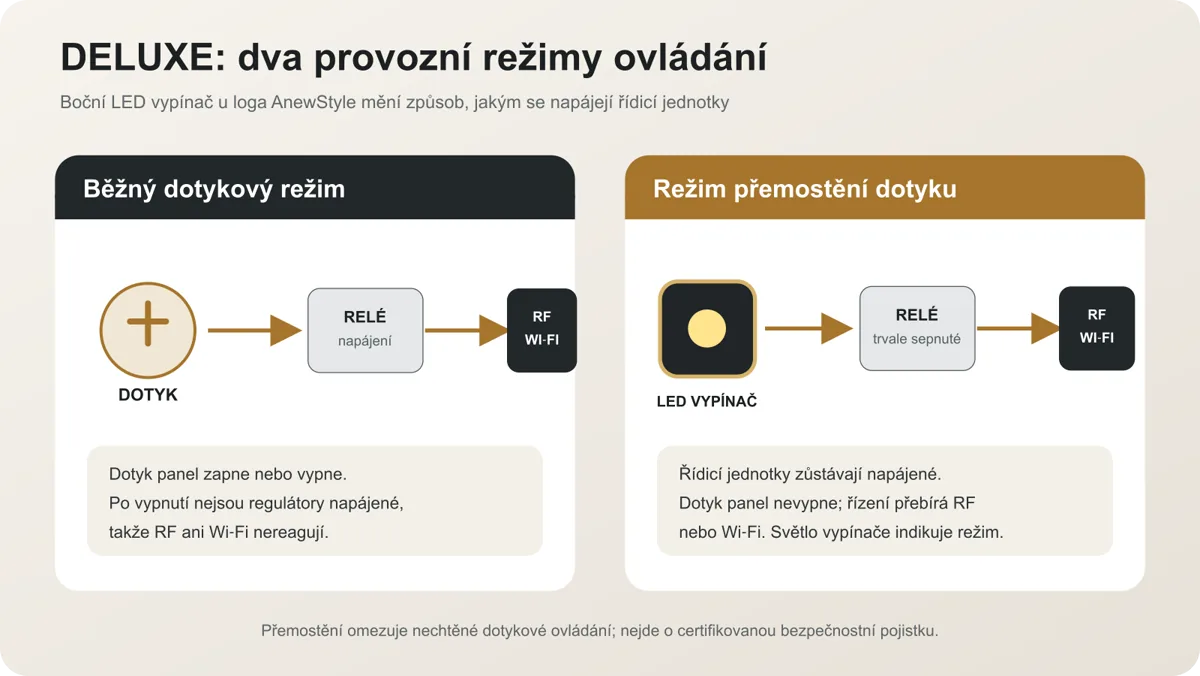 DELUXE: dva provozní režimy ovládání
Boční LED vypínač u loga AnewStyle mění způsob, jakým se napájejí řídicí jednotky
Běžný dotykový režim
DOTYK
RELÉ
napájení
RF
WI-FI
Dotyk panel zapne nebo vypne.
Po vypnutí nejsou regulátory napájené,
takže RF ani Wi-Fi nereagují.
Režim přemostění dotyku
LED VYPÍNAČ
RELÉ
trvale sepnuté
RF
WI-FI
Řídicí jednotky zůstávají napájené.
Dotyk panel nevypne; řízení přebírá RF
nebo Wi-Fi. Světlo vypínače indikuje režim.
Přemostění omezuje nechtěné dotykové ovládání; nejde o certifikovanou bezpečnostní pojistku.